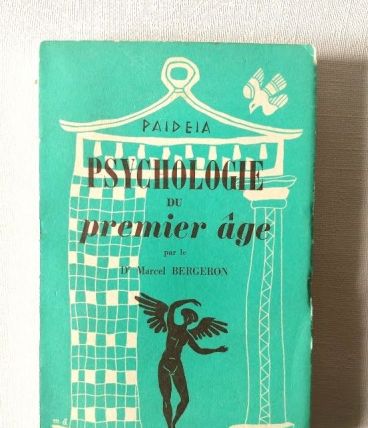 PAIDEIA
PSYCHOLOGIE
DU
premier âge
par le
Dr Marcel BERGERON